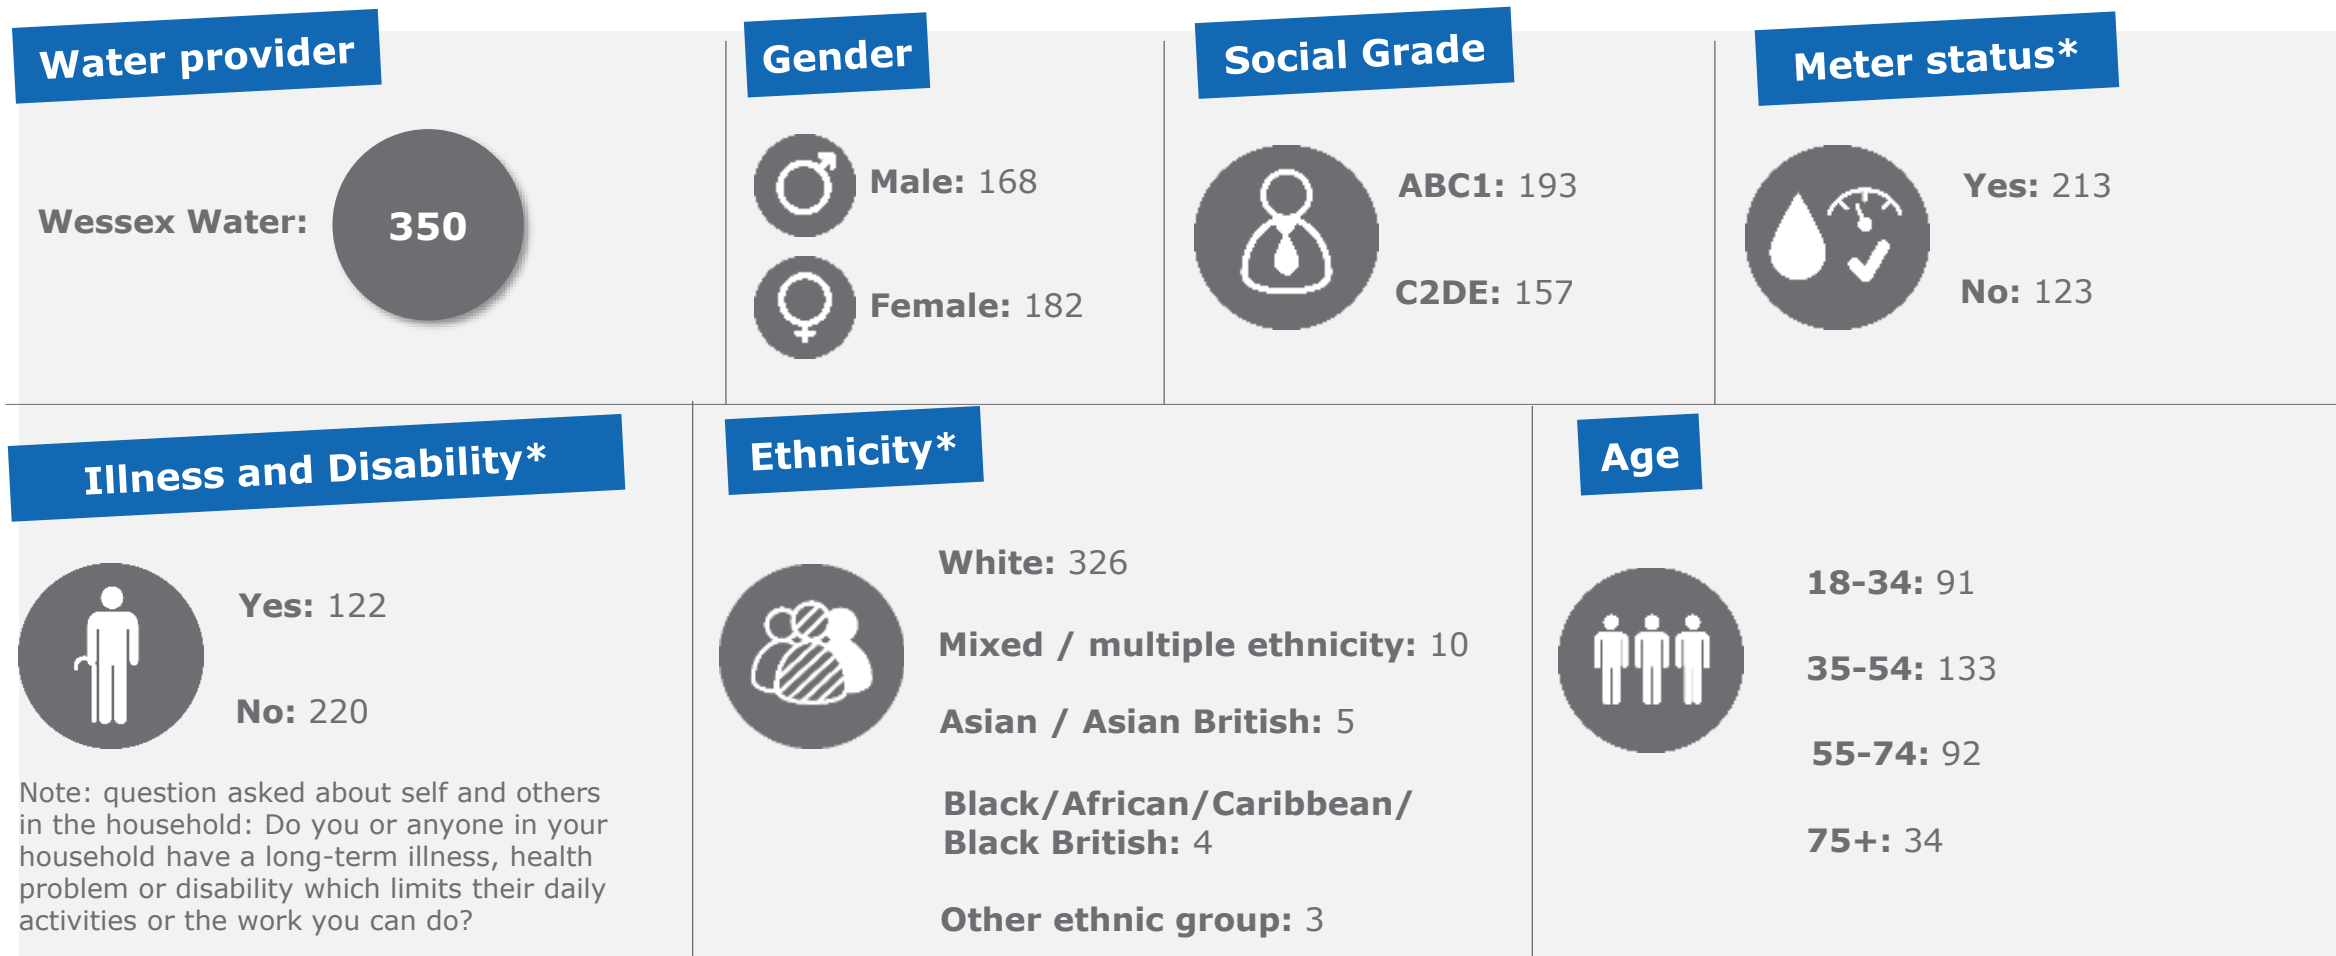 Water provider
Wessex Water:
350
Gender
Male: 168
Female: 182
Social Grade
ABC1: 193
C2DE: 157
Meter status*
Yes: 213
No: 123
Illness and Disability*
Yes: 122
No: 220
Note: question asked about self and others
in the household: Do you or anyone in your
household have a long-term illness, health
problem or disability which limits their daily
activities or the work you can do?
Ethnicity*
White: 326
Mixed / multiple ethnicity: 10
Asian / Asian British: 5
Black/African/Caribbean/
Black British: 4
Other ethnic group: 3
Age
18-34: 91
35-54: 133
55-74: 92
75+: 34